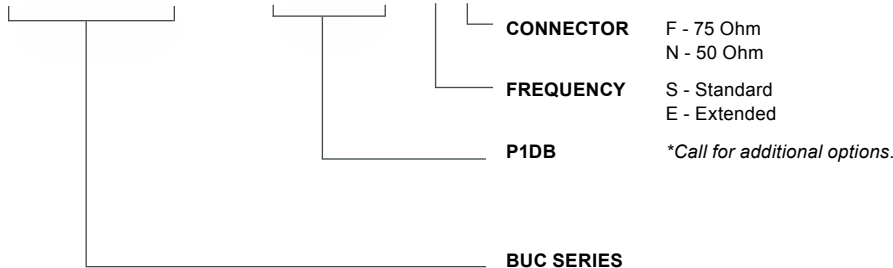 CONNECTOR F - 75 Ohm
N - 50 Ohm
FREQUENCY S - Standard
E - Extended
P1DB *Call for additional options.
BUC SERIES